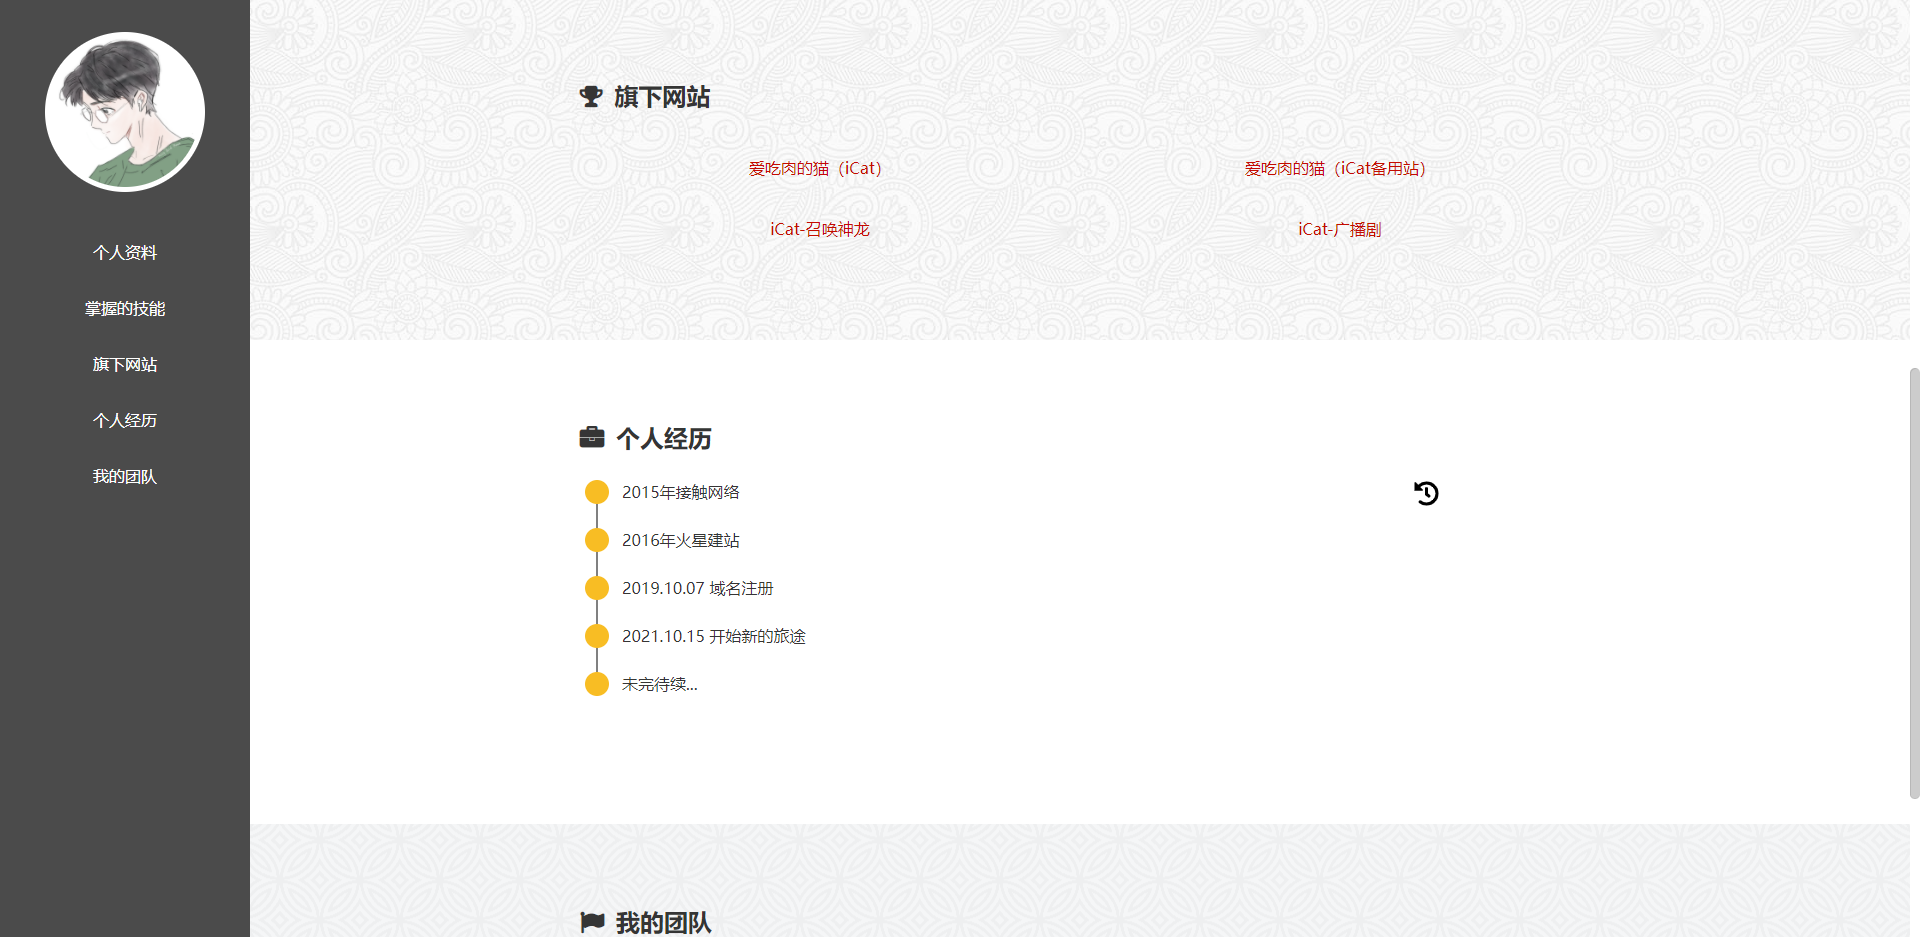 个人资料
掌握的技能
旗下网站
个人经历
我的团队
旗下网站
爱吃肉的猫（iCat） 爱吃肉的猫（iCat备用站）
iCat-召唤神龙 iCat-广播剧
个人经历
2015年接触网络
2016年火星建站
2019.10.07 域名注册
2021.10.15 开始新的旅途
未完待续...
我的团队